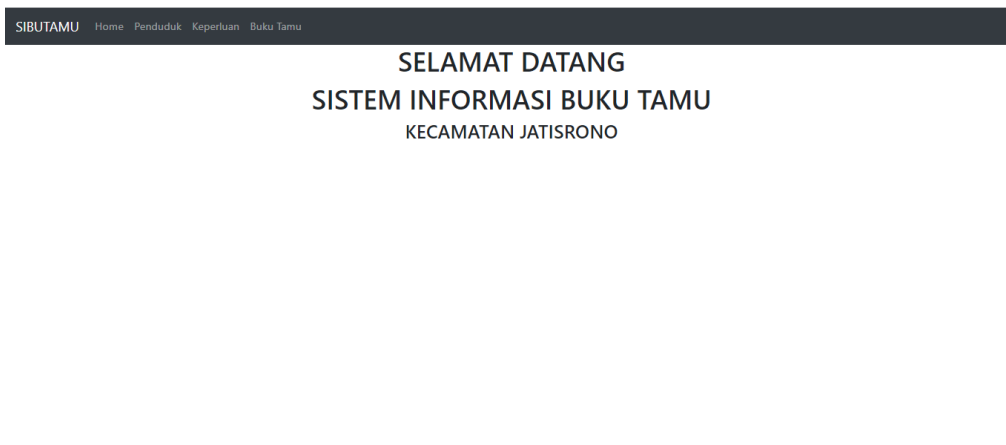 SIBUTAMU Home Penduduk Keperluan Buku Tamu
SELAMAT DATANG
SISTEM INFORMASI BUKU TAMU
KECAMATAN JATISRONO